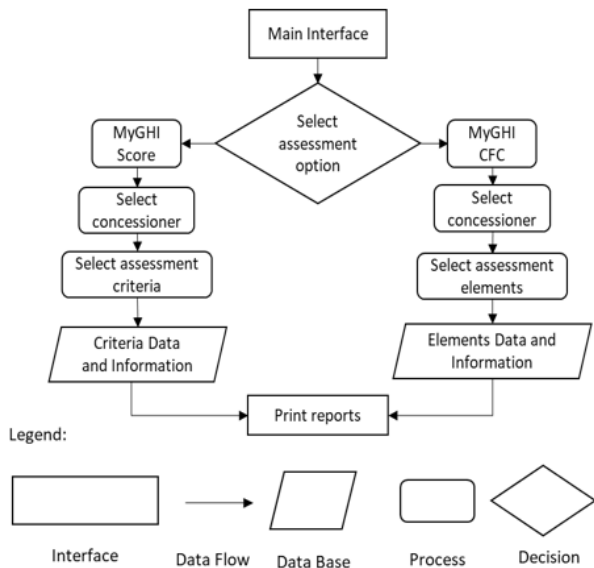 Main Interface
Select
assessment
option
MyGHI
Score
MyGHI
CFC
Select
concessioner
Select
concessioner
Select assessment
criteria
Select assessment
elements
Criteria Data
and Information
Elements Data and
Information
Print reports
Legend:
Interface
Data Flow
Data Base
Process
Decision